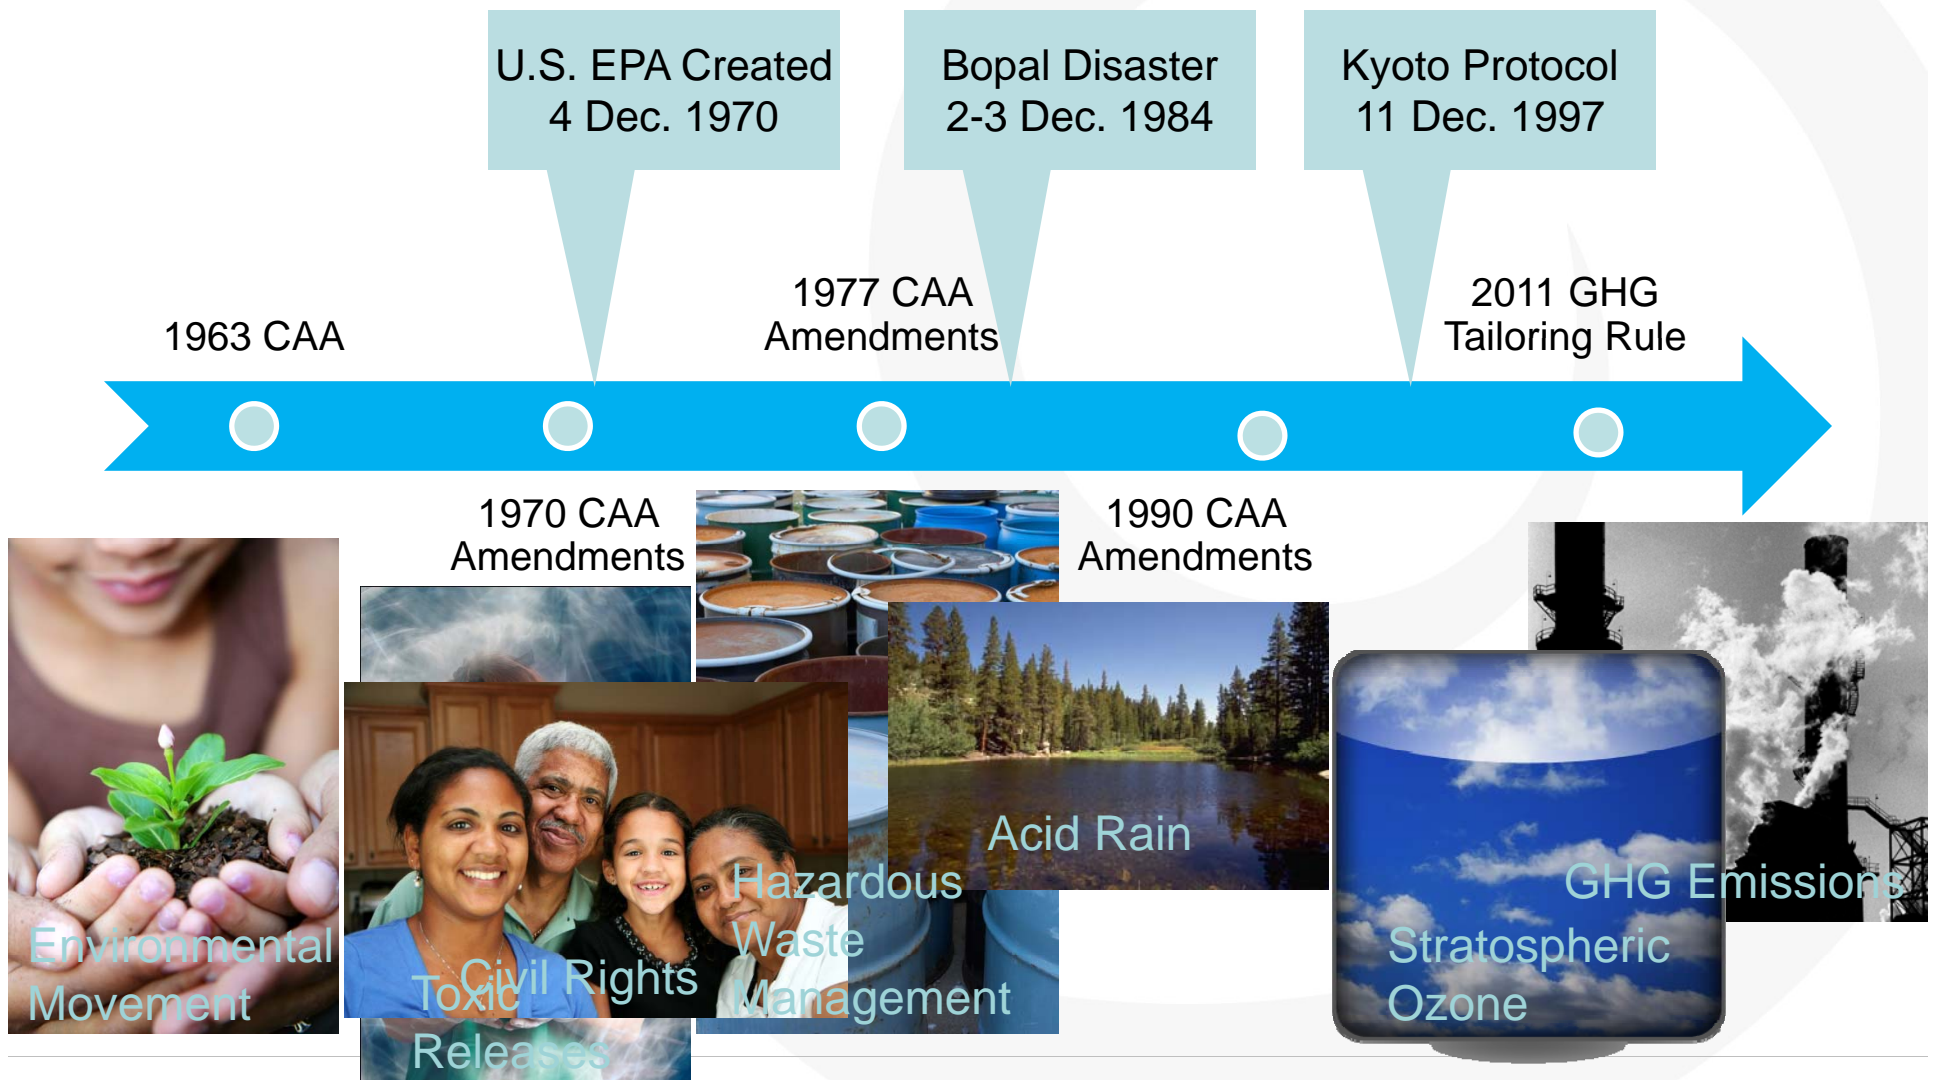 U.S. EPA Created
4 Dec. 1970
Bopal Disaster
2-3 Dec. 1984
Kyoto Protocol
11 Dec. 1997
1963 CAA
1977 CAA
Amendments
2011 GHG
Tailoring Rule
1970 CAA
Amendments
1990 CAA
Amendments
Environmental
Movement
Civil Rights
Toxic
Releases
Hazardous
Waste
Management
Acid Rain
Stratospheric
Ozone
GHG Emissions